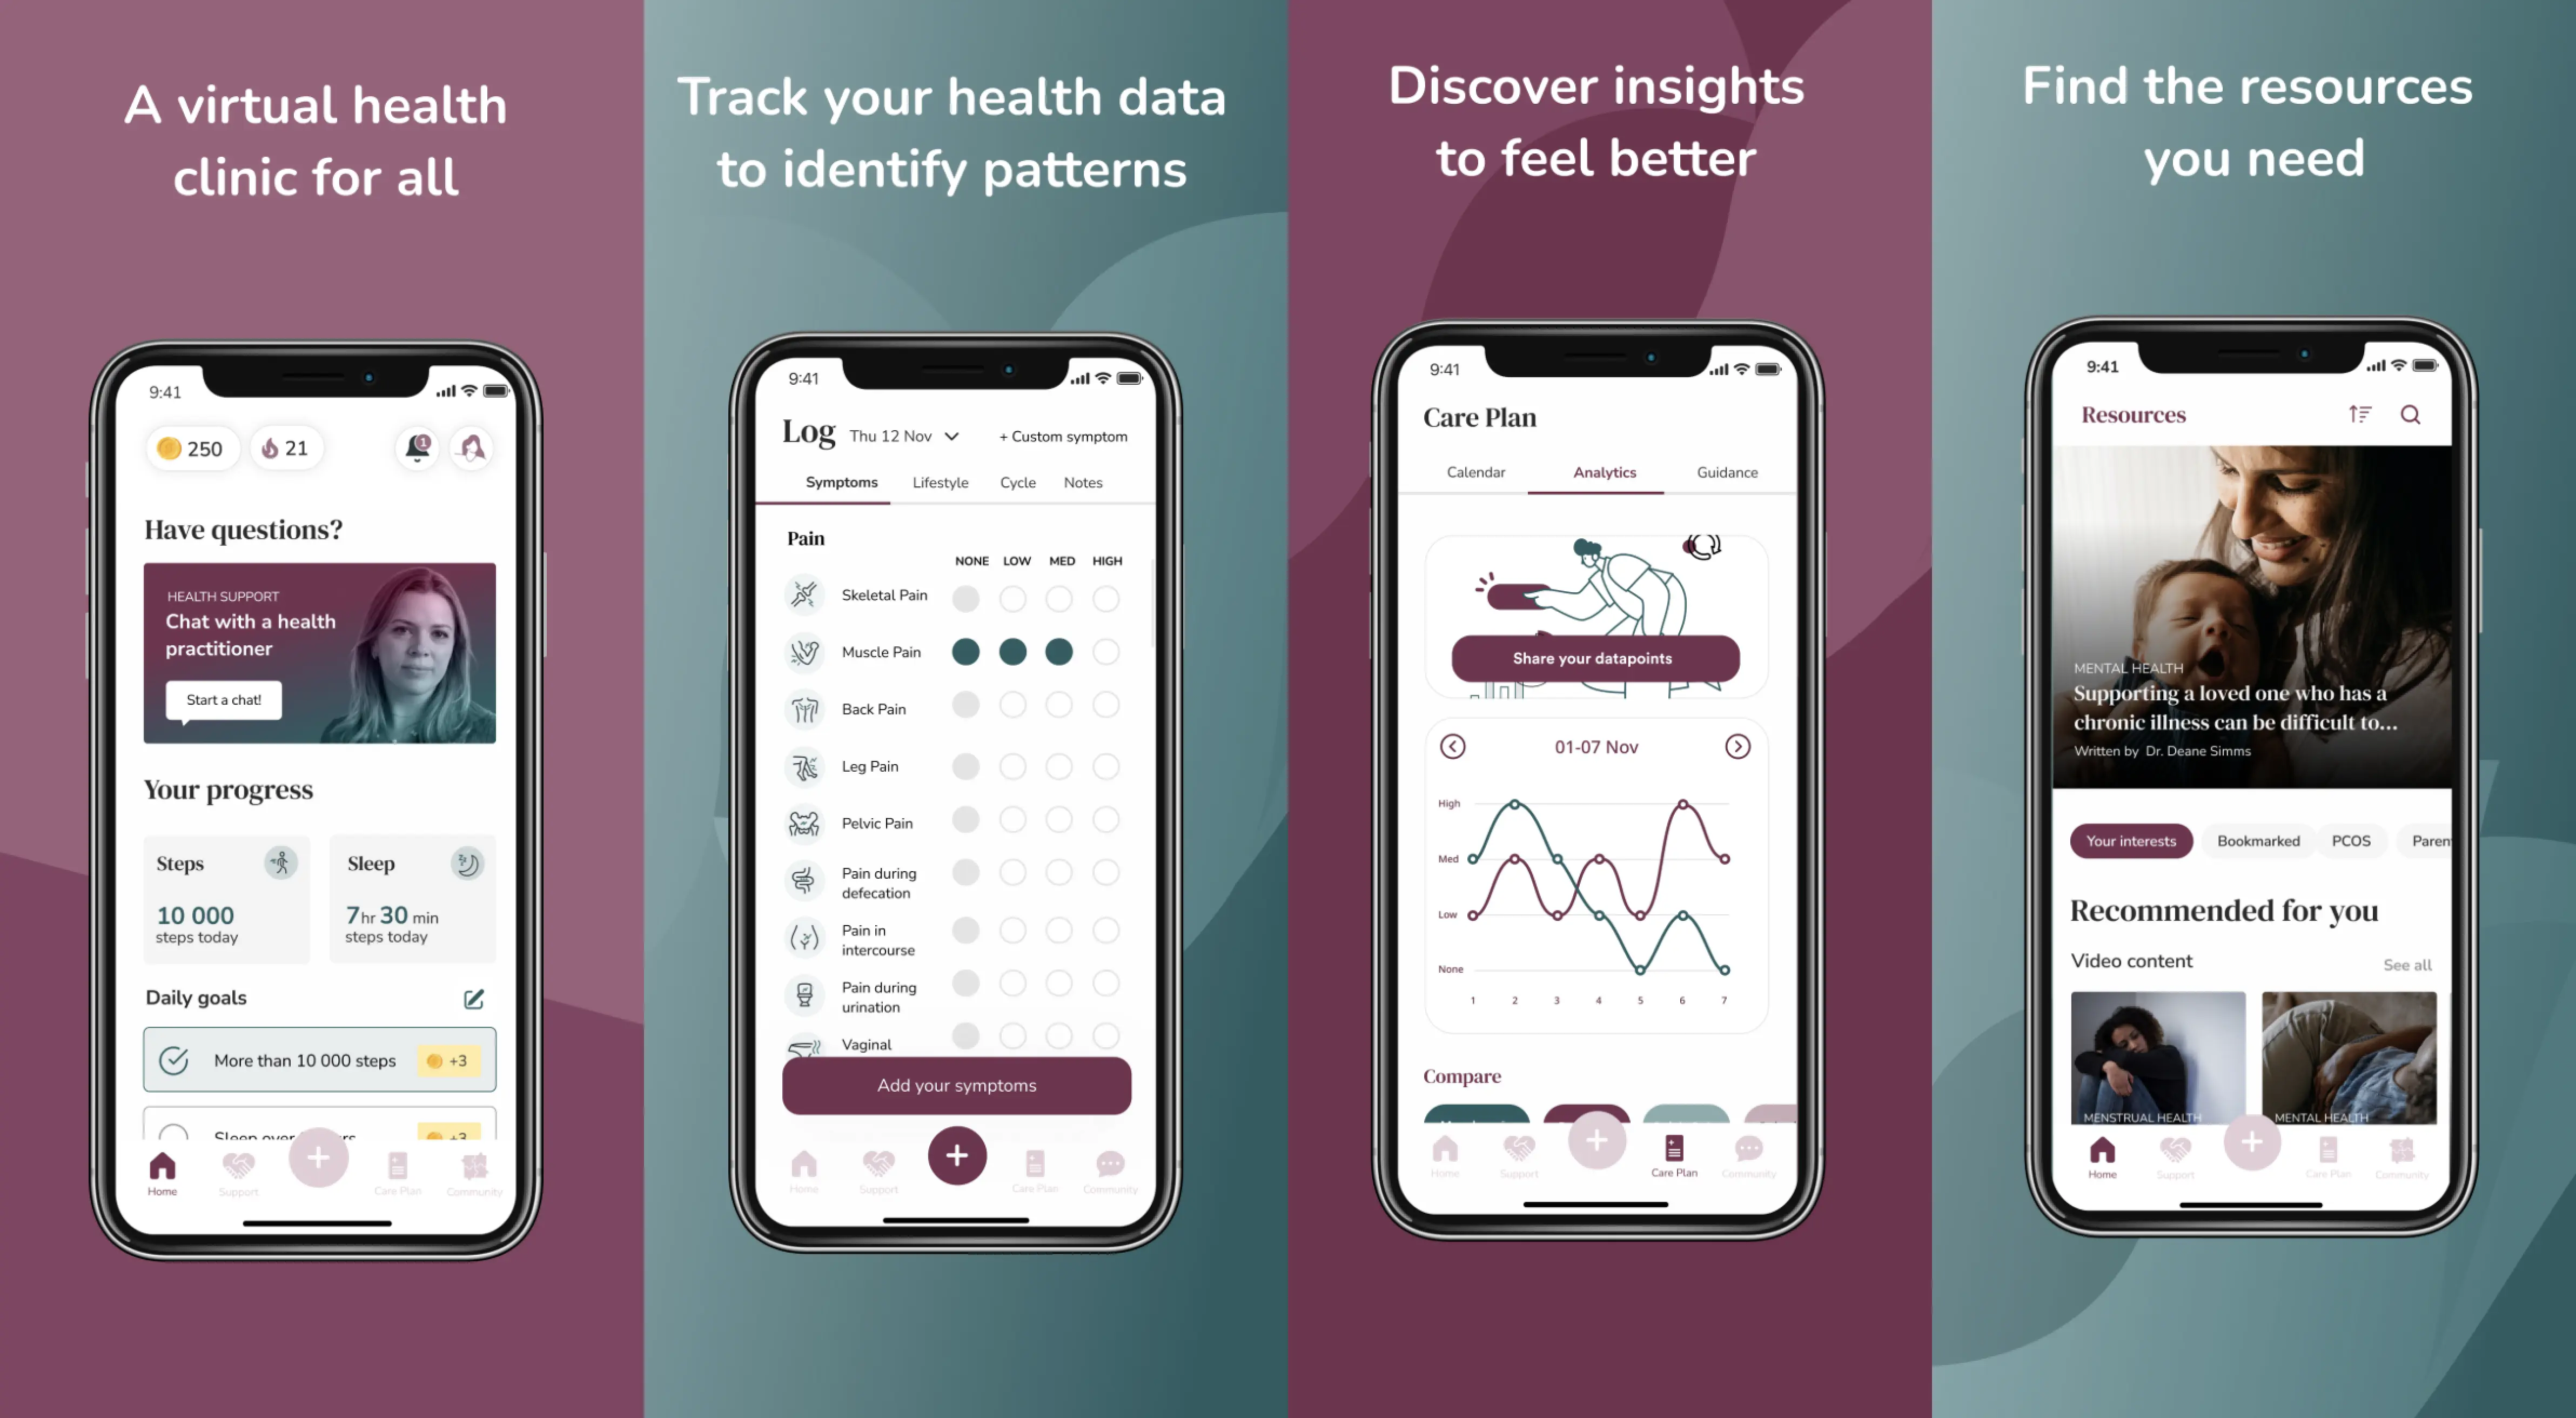 A virtual health
clinic for all
9:41
250
21
1
Have questions?
HEALTH SUPPORT
Chat with a health
practitioner
Start a chat!
Your progress
Steps
10 000
steps today
Sleep
7hr 30 min
steps today
Daily goals
More than 10 000 steps
+3
Sleep over
+3
Home
Support
Care Plan
Community
Track your health data
to identify patterns
9:41
Log
Thu 12 Nov
+ Custom symptom
Symptoms
Lifestyle
Cycle
Notes
Pain
NONE
LOW
MED
HIGH
Skeletal Pain
Muscle Pain
Back Pain
Leg Pain
Pelvic Pain
Pain during
defecation
Pain in
intercourse
Pain during
urination
Vaginal
Add your symptoms
Home
Support
Care Plan
Community
Discover insights
to feel better
9:41
Care Plan
Calendar
Analytics
Guidance
Share your datapoints
01-07 Nov
High
Med
Low
None
1 2 3 4 5 6 7
Compare
Home
Support
Care Plan
Community
Find the resources
you need
9:41
Resources
MENTAL HEALTH
Supporting a loved one who has a
chronic illness can be difficult to...
Written by Dr. Deane Simms
Your interests
Bookmarked
PCOS
Paren
Recommended for you
Video content
See all
MENSTRUAL HEALTH
MENTAL HEALTH
Home
Support
Care Plan
Community